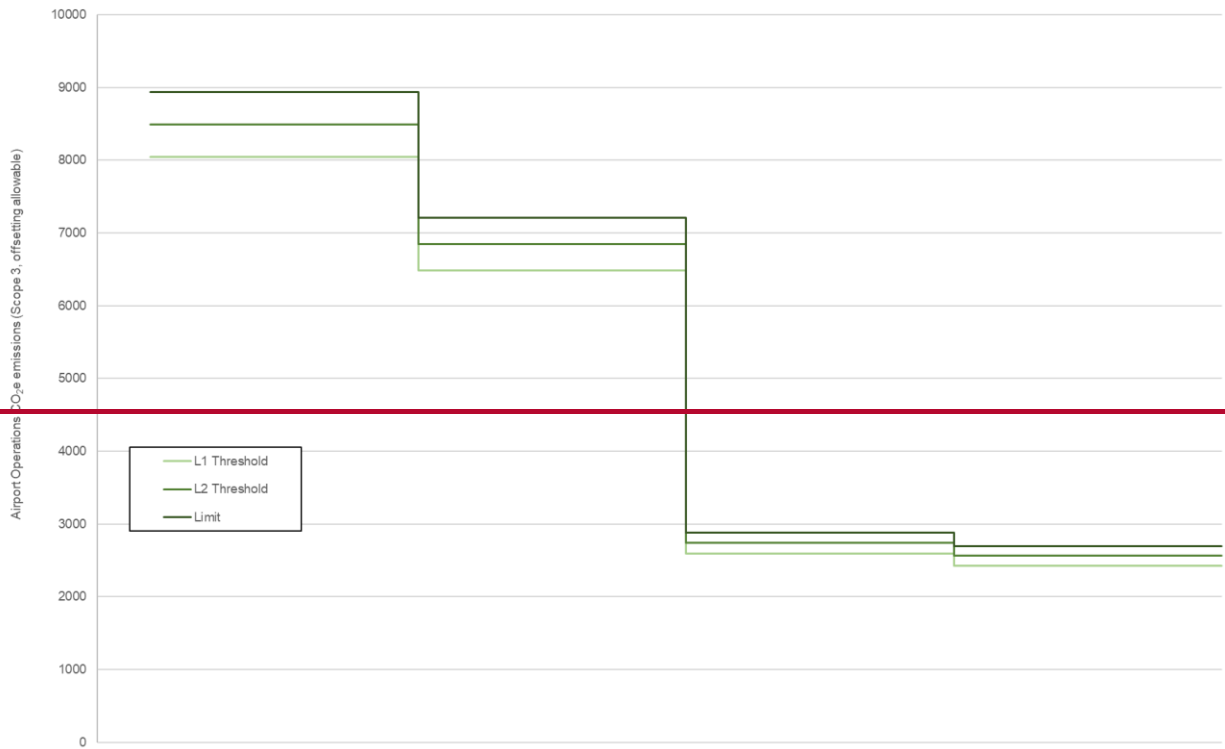 10000
9000
8000
7000
6000
5000
4000
3000
2000
1000
0
Airport Operations CO₂e emissions (Scope 3, offsetting allowable)
L1 Threshold
L2 Threshold
Limit